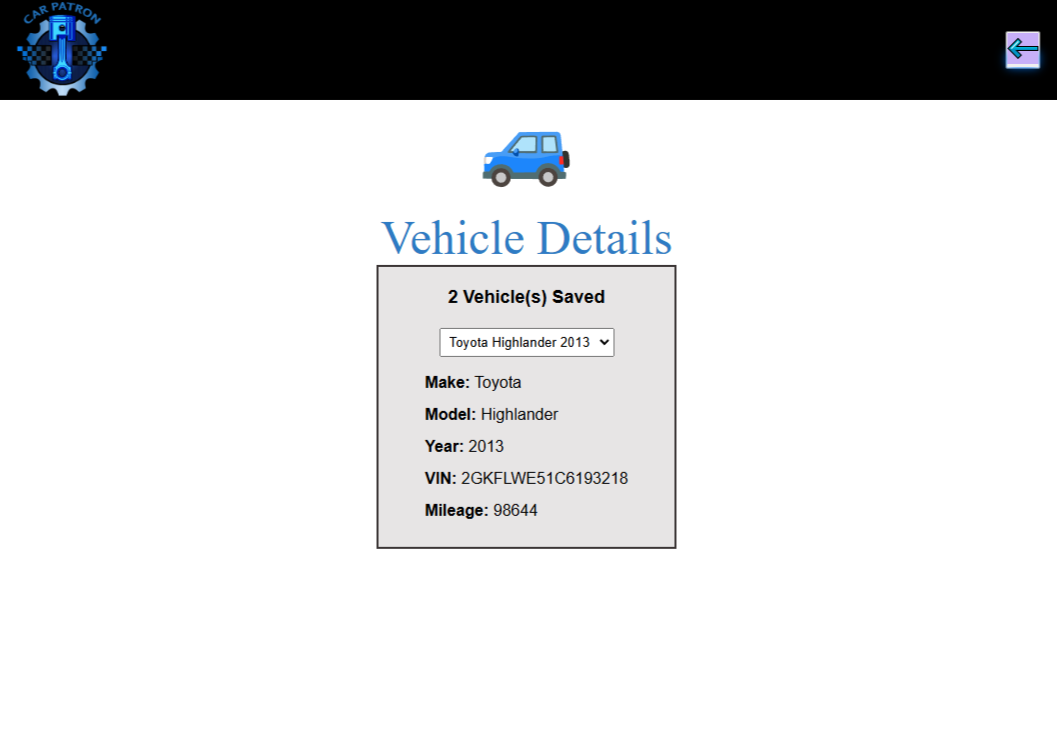 CAR PATRON
Vehicle Details
2 Vehicle(s) Saved
Toyota Highlander 2013
Make: Toyota
Model: Highlander
Year: 2013
VIN: 2GKFLWE51C6193218
Mileage: 98644